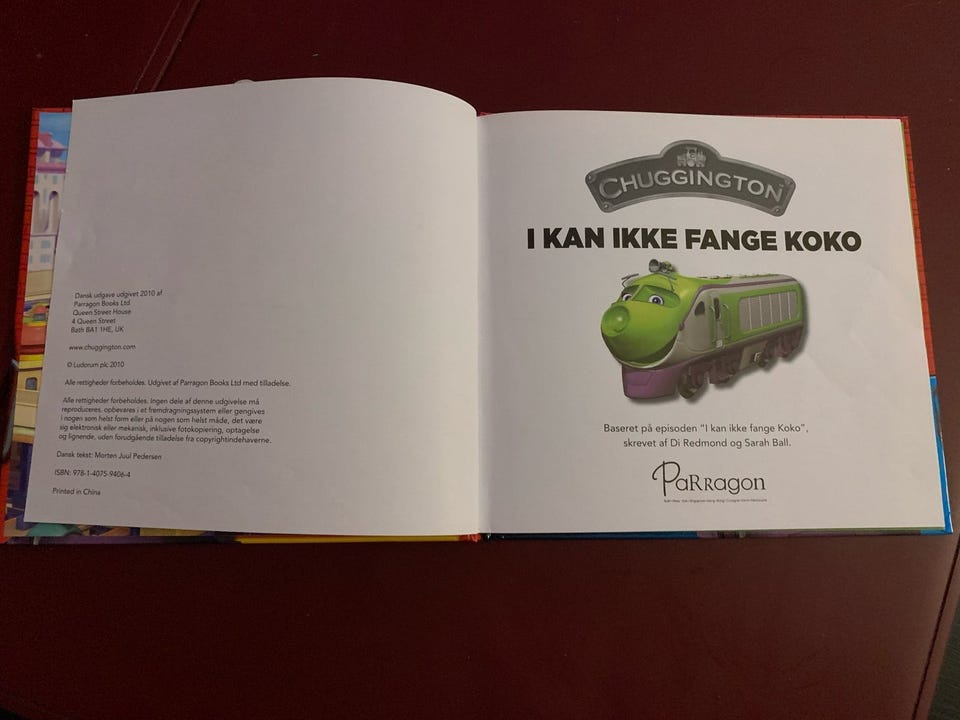 Dansk udgave udgivet 2010 af
Parragon Books Ltd
Queen Street House
4 Queen Street
Bath BA1 1HE, UK
www.chuggington.com
© Ludorum plc 2010
Alle rettigheder forbeholdes. Udgivet af Parragon Books Ltd med tilladelse.
Alle rettigheder forbeholdes. Ingen dele af denne udgivelse må
reproduceres, opbevares i et fremdragningssystem eller gengives
i nogen som helst form eller på nogen som helst måde, det være
sig elektronisk eller mekanisk, inklusive fotokopiering, optagelse
og lignende, uden forudgående tilladelse fra copyrightindehaverne.
Dansk tekst: Morten Juul Pedersen
ISBN: 978-1-4075-9406-4
Printed in China
CHUGGINGTON
I KAN IKKE FANGE KOKO
Baseret på episoden "I kan ikke fange Koko",
skrevet af Di Redmond og Sarah Ball.
PaRRagon